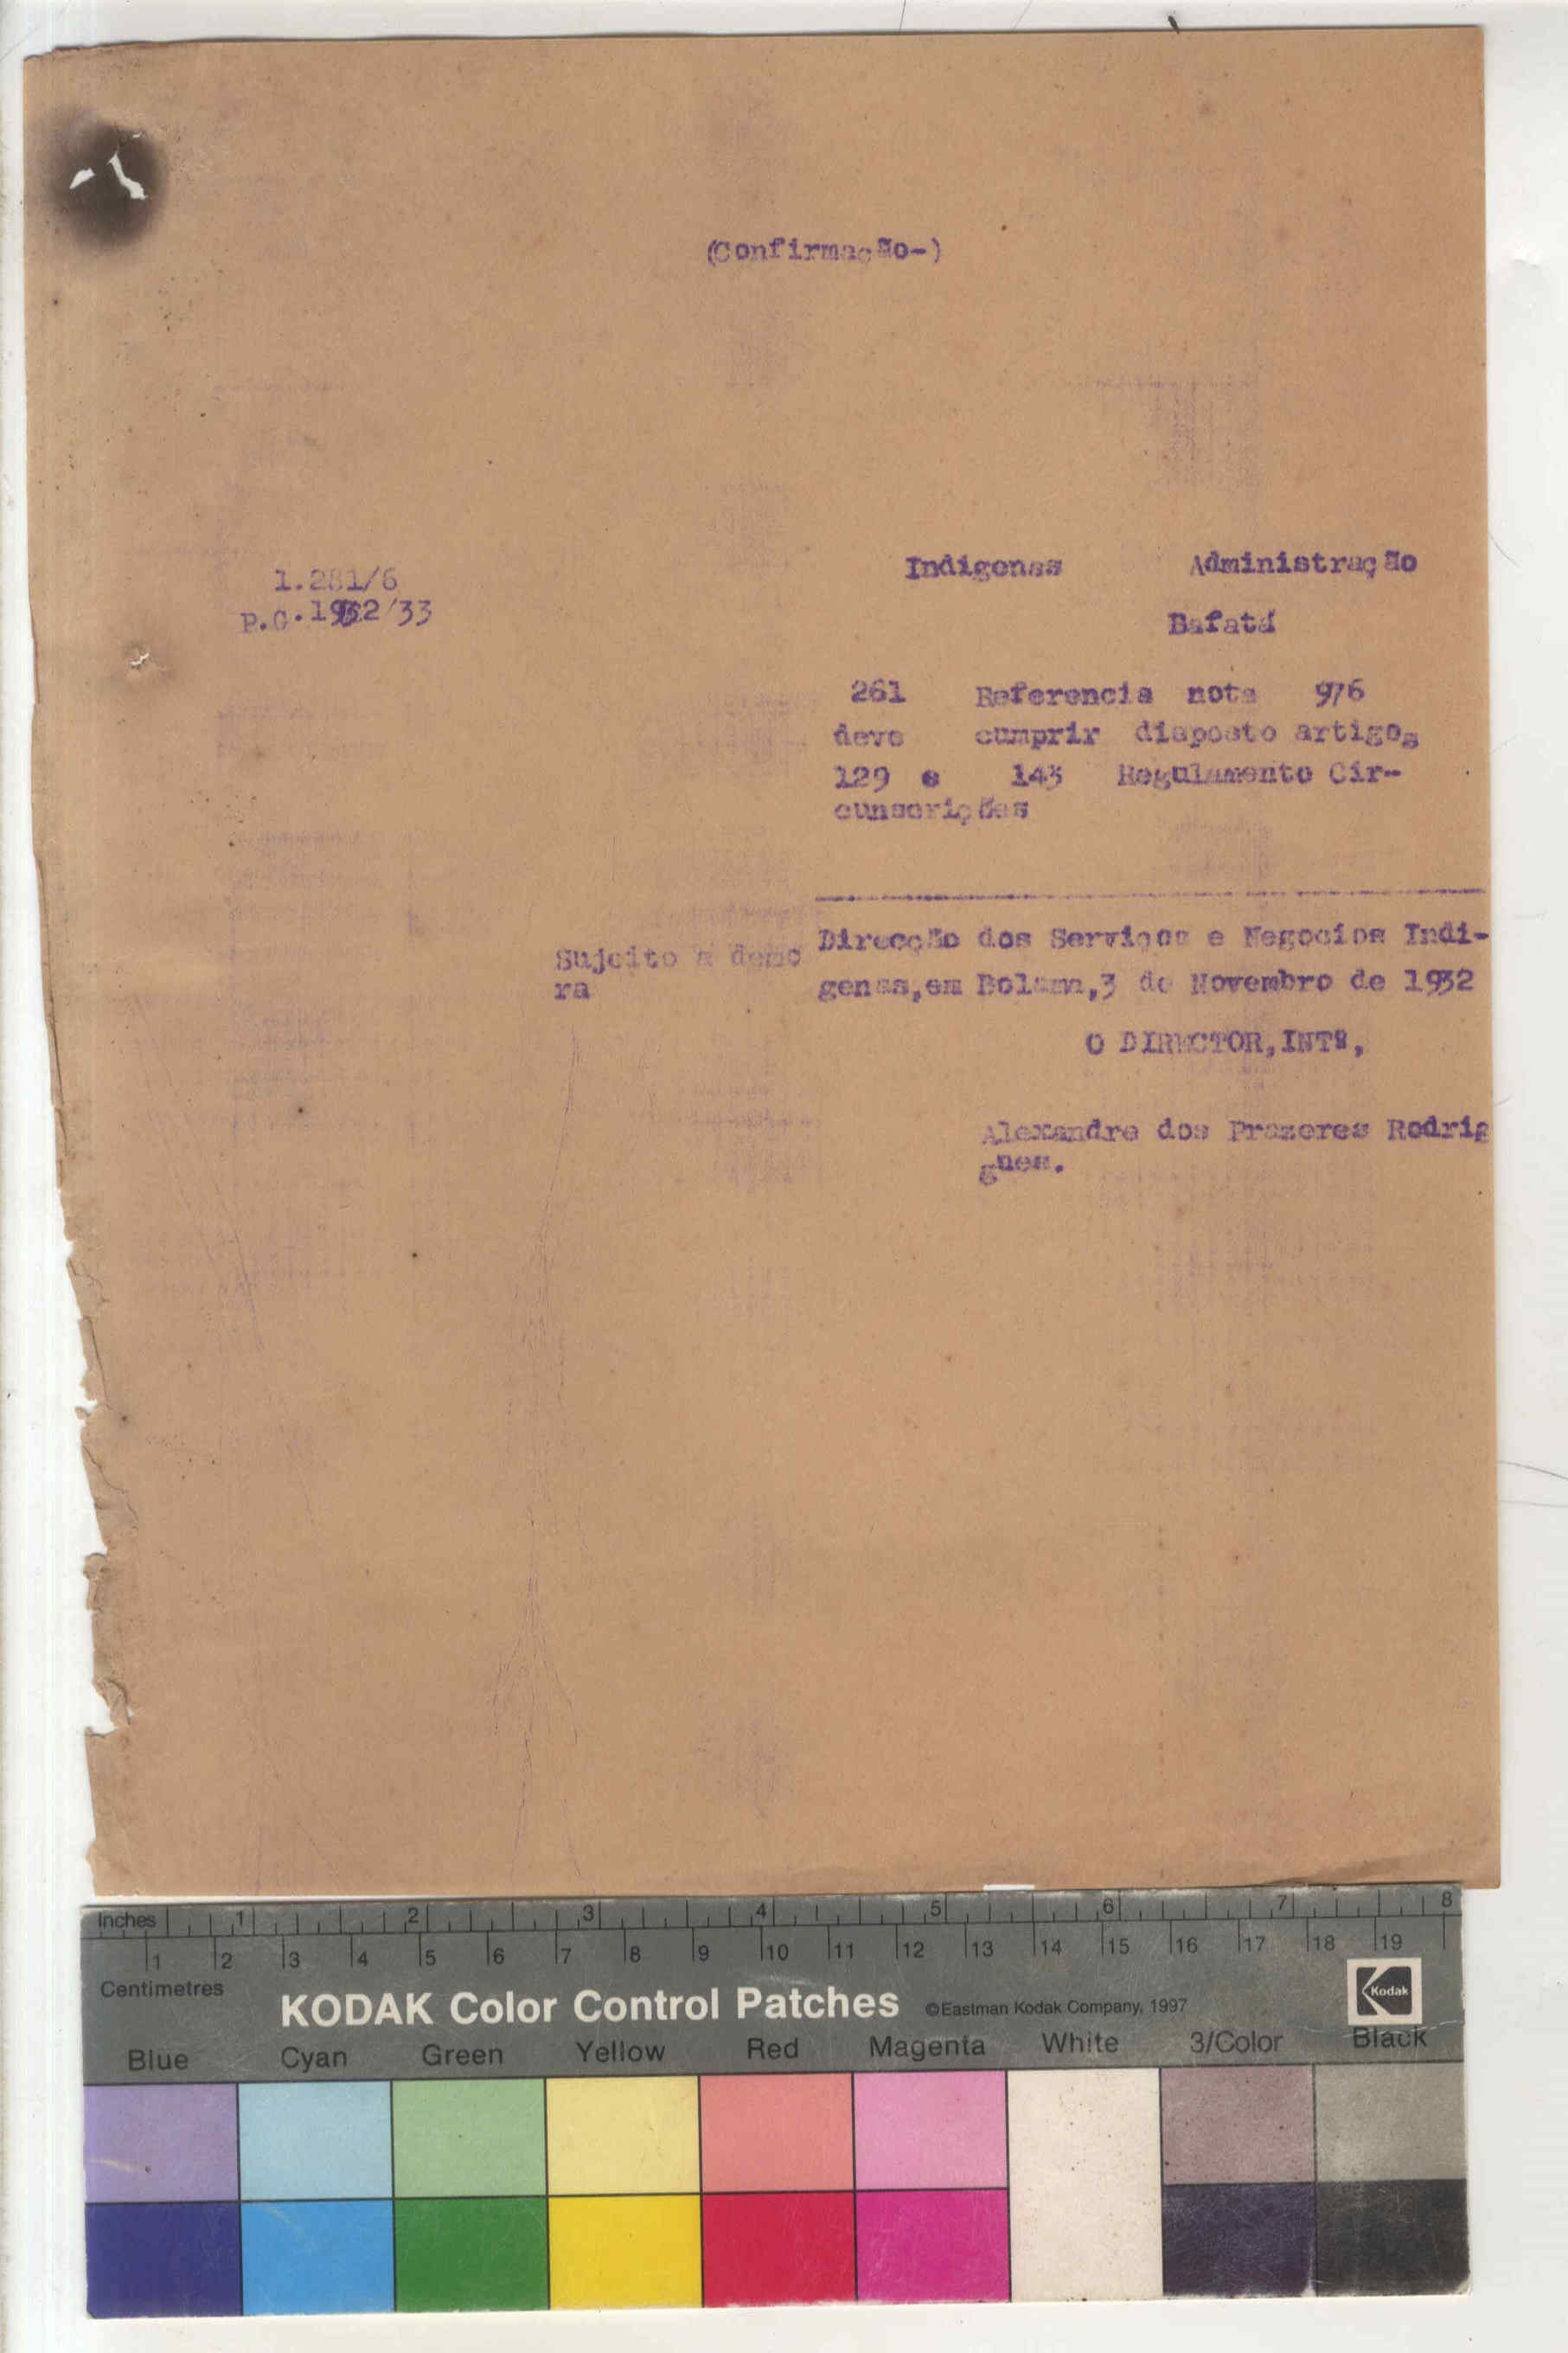 (Confirmação-)
1.281/6
P.G.1932/33
Indigenas Administração
Bafatá
261 Referencia nota 976
deve cumprir disposto artigos
129 e 143 Regulamento Cir-
cunscrições
Sujeito a demo
ra
Direcção dos Serviços e Negocios Indi-
genas,em Bolama,3 de Novembro de 1932
O DIRECTOR,INTº,
Alexandre dos Prazeres Rodrig
gues.
Inches 1 2 3 4 5 6 7 8
1 2 3 4 5 6 7 8 9 10 11 12 13 14 15 16 17 18 19
Centimetres
KODAK Color Control Patches ©Eastman Kodak Company, 1997 Kodak
Blue Cyan Green Yellow Red Magenta White 3/Color Black